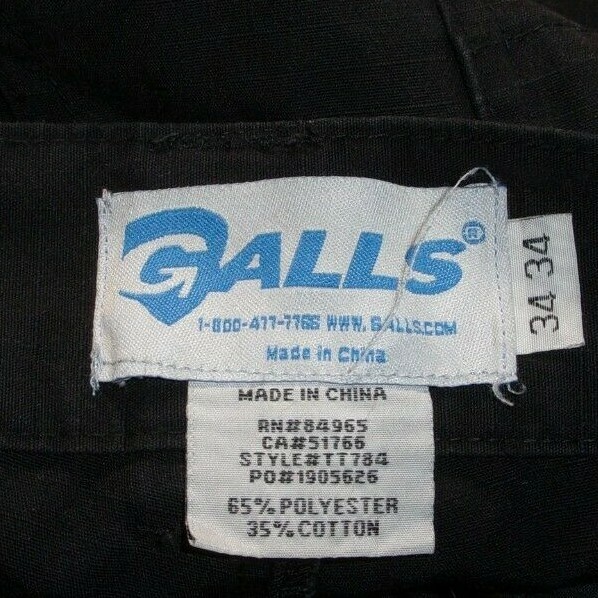 GALLS®
1-800-477-7766 WWW.GALLS.COM
Made in China
34 34
MADE IN CHINA
RN#84965
CA#51766
STYLE#TT784
PO#1905626
65% POLYESTER
35% COTTON